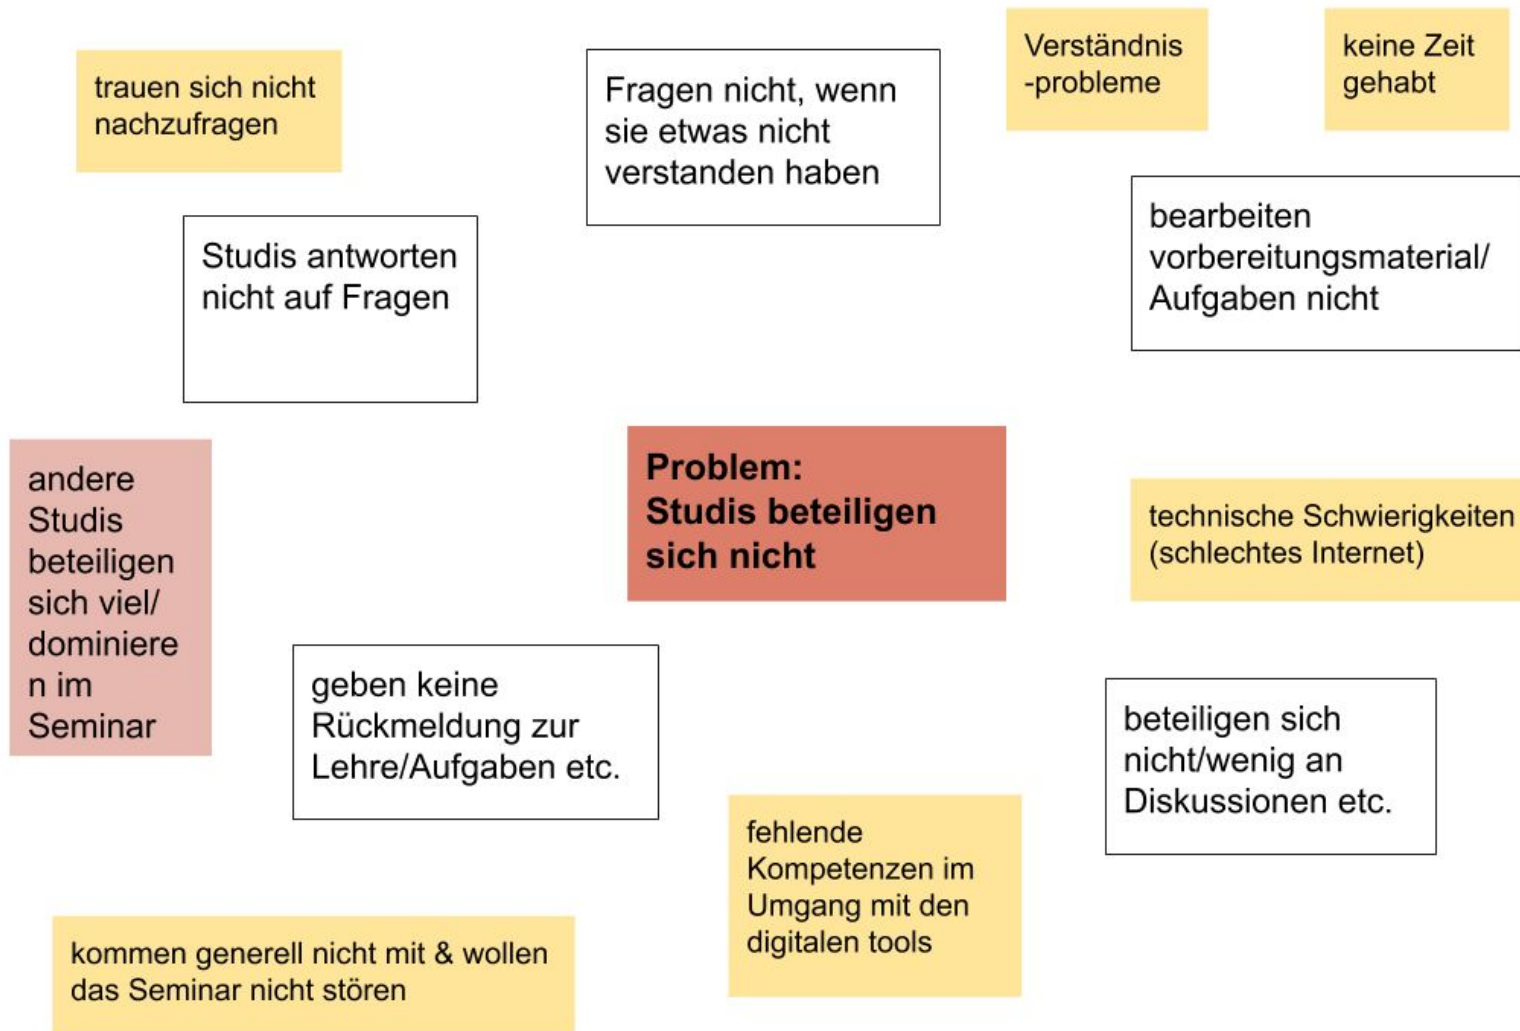 trauen sich nicht
nachzufragen
Fragen nicht, wenn
sie etwas nicht
verstanden haben
Verständnis
-probleme
keine Zeit
gehabt
Studis antworten
nicht auf Fragen
bearbeiten
vorbereitungsmaterial/
Aufgaben nicht
andere
Studis
beteiligen
sich viel/
dominiere
n im
Seminar
Problem:
Studis beteiligen
sich nicht
technische Schwierigkeiten
(schlechtes Internet)
geben keine
Rückmeldung zur
Lehre/Aufgaben etc.
beteiligen sich
nicht/wenig an
Diskussionen etc.
fehlende
Kompetenzen im
Umgang mit den
digitalen tools
kommen generell nicht mit & wollen
das Seminar nicht stören